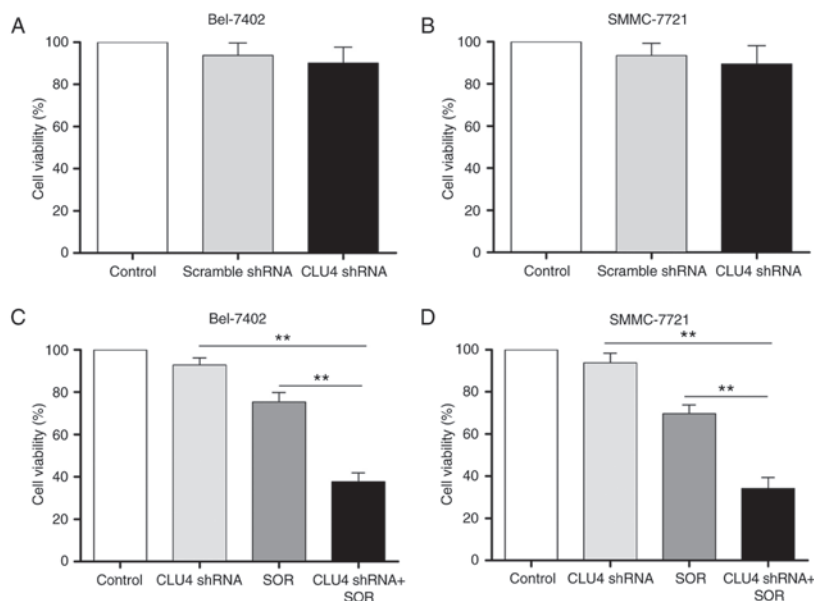 A
Bel-7402
Cell viability (%)
100
80
60
40
20
0
Control
Scramble shRNA
CLU4 shRNA
B
SMMC-7721
Cell viability (%)
100
80
60
40
20
0
Control
Scramble shRNA
CLU4 shRNA
C
Bel-7402
**
**
Cell viability (%)
100
80
60
40
20
0
Control
CLU4 shRNA
SOR
CLU4 shRNA+
SOR
D
SMMC-7721
**
**
Cell viability (%)
100
80
60
40
20
0
Control
CLU4 shRNA
SOR
CLU4 shRNA+
SOR